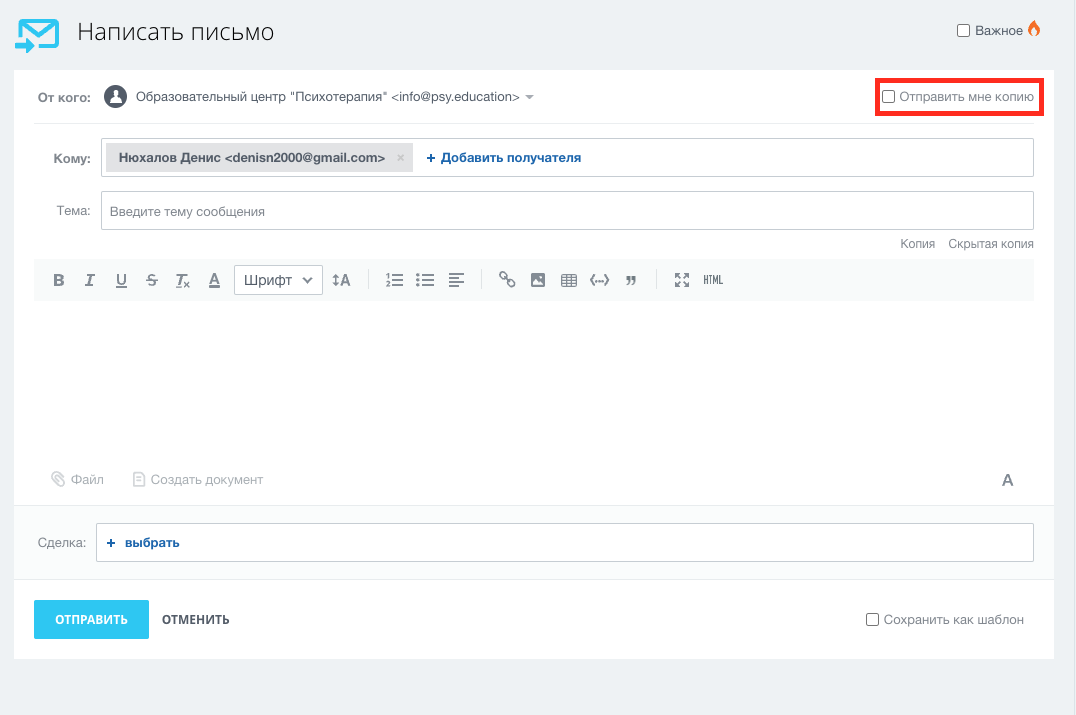 Написать письмо
Важное
От кого: Образовательный центр "Психотерапия" <info@psy.education>
Отправить мне копию
Кому: Нюхалов Денис <denisn2000@gmail.com> × + Добавить получателя
Тема: Введите тему сообщения
Копия Скрытая копия
B I U S Tx A Шрифт A HTML
Файл Создать документ A
Сделка: + выбрать
ОТПРАВИТЬ ОТМЕНИТЬ Сохранить как шаблон